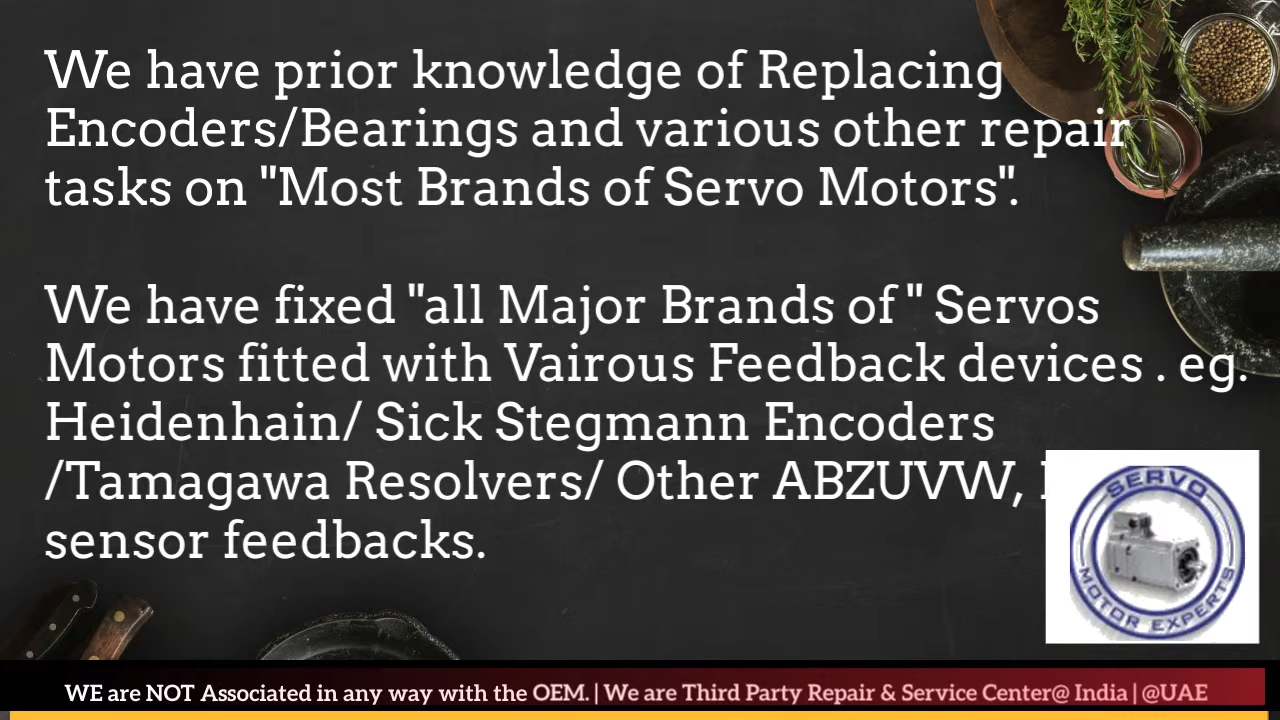 We have prior knowledge of Replacing
Encoders/Bearings and various other repair
tasks on "Most Brands of Servo Motors".
We have fixed "all Major Brands of " Servos
Motors fitted with Vairous Feedback devices . eg.
Heidenhain/ Sick Stegmann Encoders
/Tamagawa Resolvers/ Other ABZUVW,
sensor feedbacks.
SERVO
MOTOR EXPERTS
WE are NOT Associated in any way with the OEM. | We are Third Party Repair & Service Center@ India | @UAE